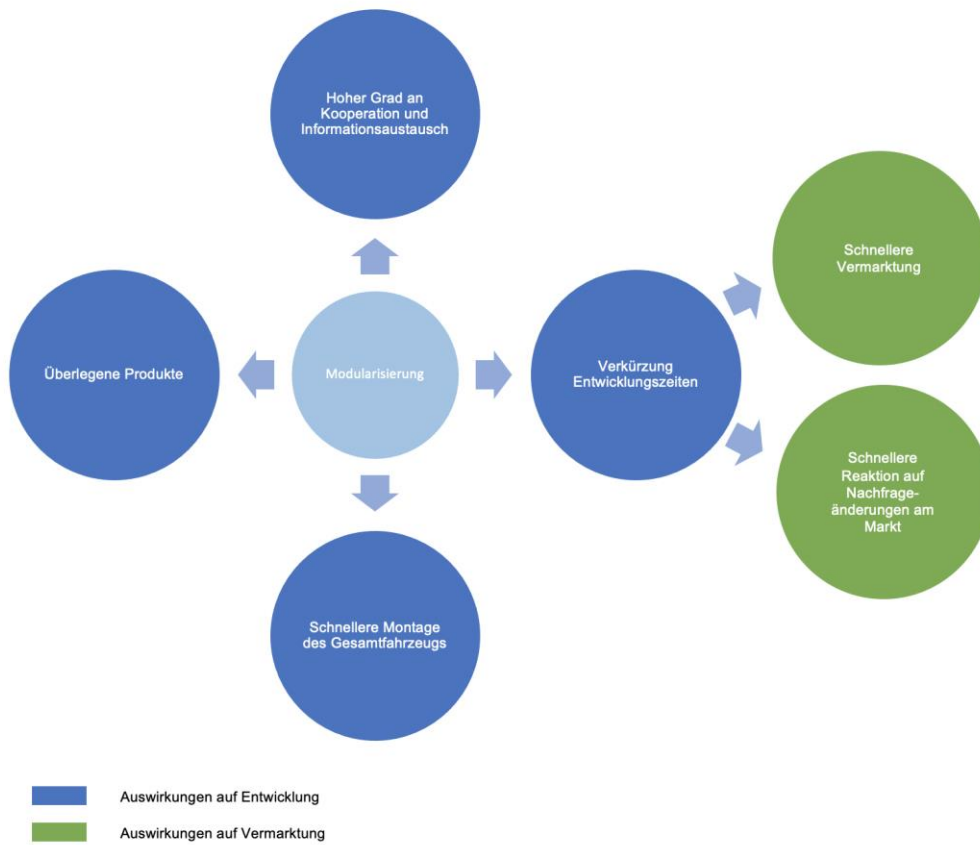 Hoher Grad an
Kooperation und
Informationsaustausch
Schnellere
Vermarktung
Überlegene Produkte
Modularisierung
Verkürzung
Entwicklungszeiten
Schnellere
Reaktion auf
Nachfrage-
änderungen am
Markt
Schnellere Montage
des Gesamtfahrzeugs
Auswirkungen auf Entwicklung
Auswirkungen auf Vermarktung